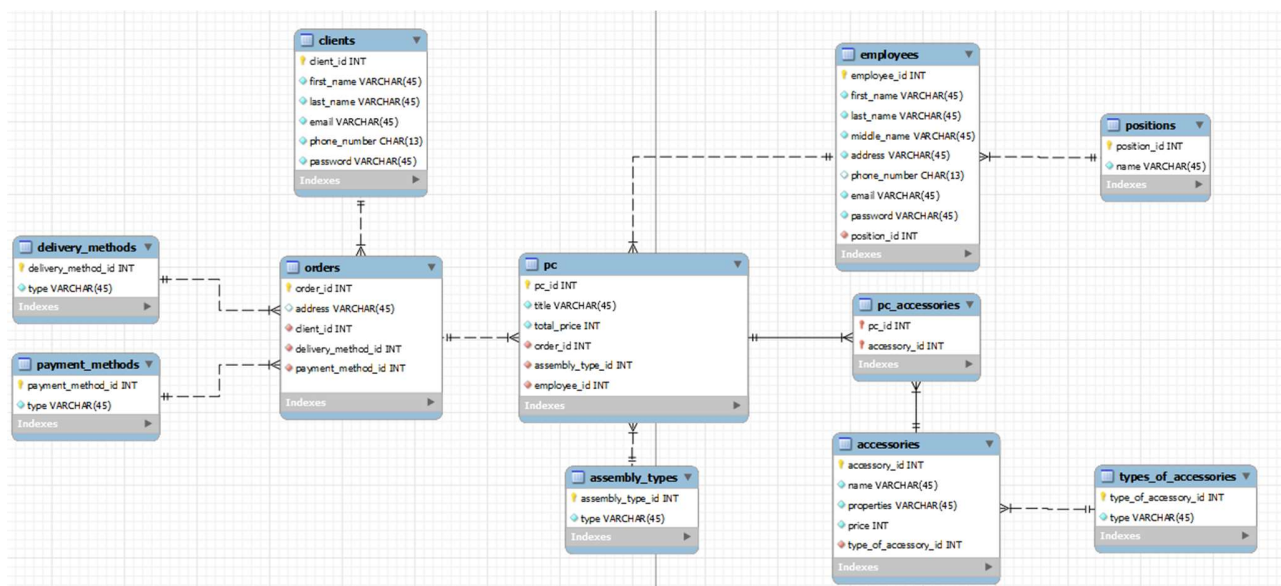 clients
client_id INT
first_name VARCHAR(45)
last_name VARCHAR(45)
email VARCHAR(45)
phone_number CHAR(13)
password VARCHAR(45)
Indexes
employees
employee_id INT
first_name VARCHAR(45)
last_name VARCHAR(45)
middle_name VARCHAR(45)
address VARCHAR(45)
phone_number CHAR(13)
email VARCHAR(45)
password VARCHAR(45)
position_id INT
Indexes
positions
position_id INT
name VARCHAR(45)
Indexes
delivery_methods
delivery_method_id INT
type VARCHAR(45)
Indexes
orders
order_id INT
address VARCHAR(45)
client_id INT
delivery_method_id INT
payment_method_id INT
Indexes
pc
pc_id INT
title VARCHAR(45)
total_price INT
order_id INT
assembly_type_id INT
employee_id INT
Indexes
pc_accessories
pc_id INT
accessory_id INT
Indexes
payment_methods
payment_method_id INT
type VARCHAR(45)
Indexes
assembly_types
assembly_type_id INT
type VARCHAR(45)
Indexes
accessories
accessory_id INT
name VARCHAR(45)
properties VARCHAR(45)
price INT
type_of_accessory_id INT
Indexes
types_of_accessories
type_of_accessory_id INT
type VARCHAR(45)
Indexes